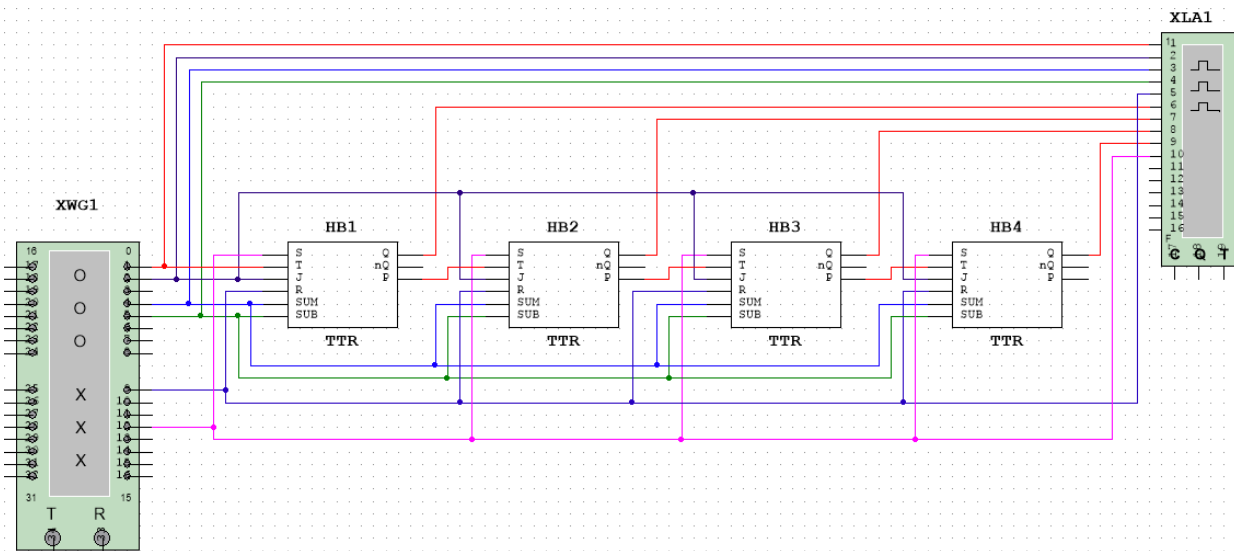 XLA1
1
2
3
4
5
6
7
8
9
10
11
12
13
14
15
16
F
C Q T
XWG1
16 0
O
O
O
X
X
X
31 15
T R
HB1
S Q
T nQ
J P
R
SUM
SUB
TTR
HB2
S Q
T nQ
J P
R
SUM
SUB
TTR
HB3
S Q
T nQ
J P
R
SUM
SUB
TTR
HB4
S Q
T nQ
J P
R
SUM
SUB
TTR